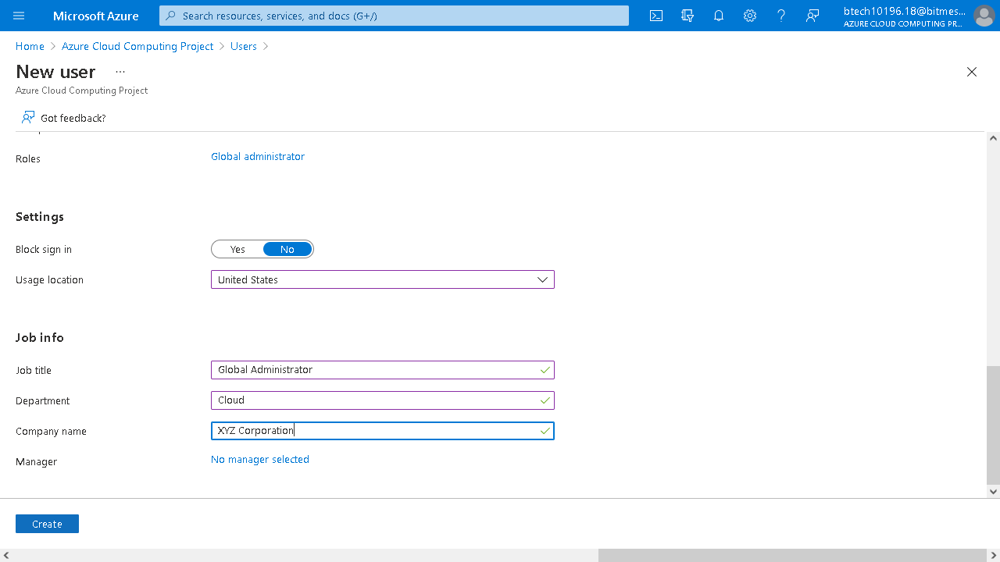 Microsoft Azure
Search resources, services, and docs (G+/)
btech10196.18@bitmes...
AZURE CLOUD COMPUTING PR...
Home > Azure Cloud Computing Project > Users >
New user ...
Azure Cloud Computing Project
Got feedback?
Roles Global administrator
Settings
Block sign in Yes No
Usage location United States
Job info
Job title Global Administrator
Department Cloud
Company name XYZ Corporation
Manager No manager selected
Create